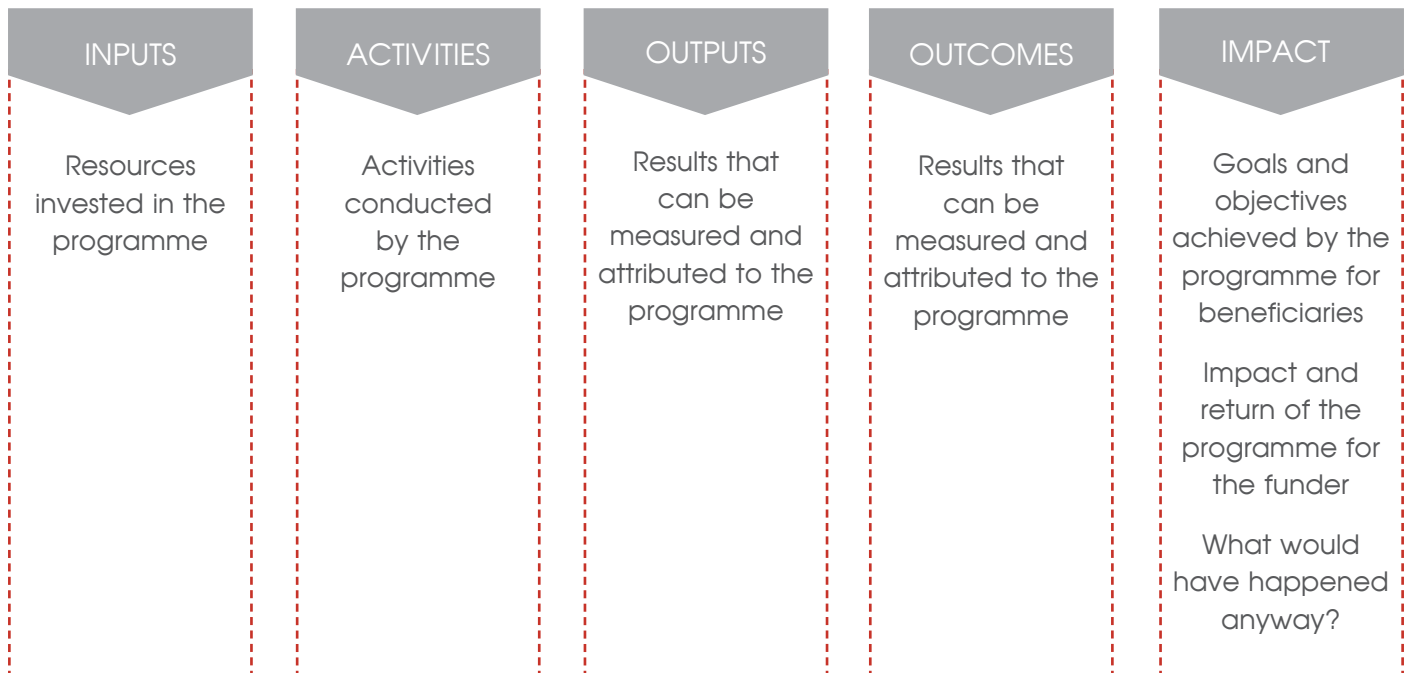 INPUTS
Resources
invested in the
programme
ACTIVITIES
Activities
conducted
by the
programme
OUTPUTS
Results that
can be
measured and
attributed to the
programme
OUTCOMES
Results that
can be
measured and
attributed to the
programme
IMPACT
Goals and
objectives
achieved by the
programme for
beneficiaries
Impact and
return of the
programme for
the funder
What would
have happened
anyway?